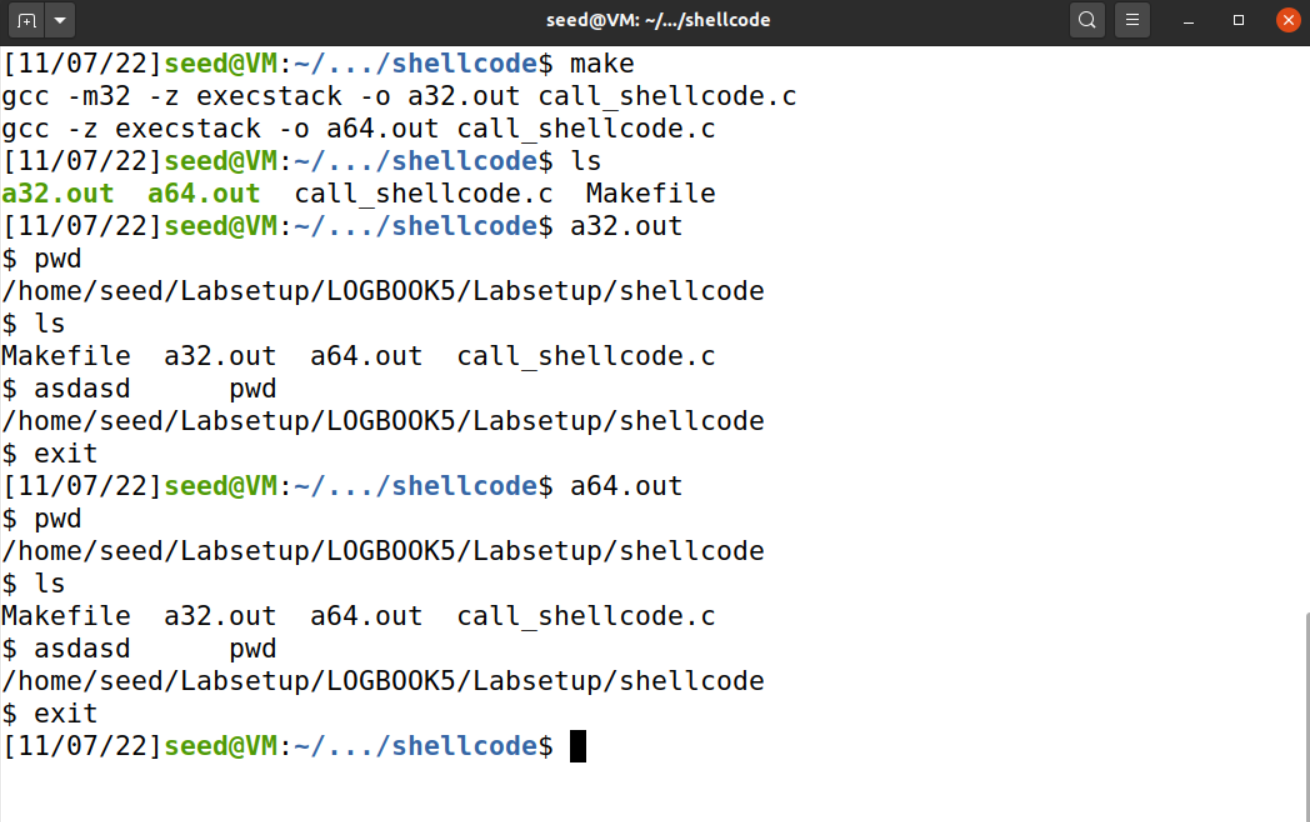 seed@VM: ~/.../shellcode
[11/07/22]seed@VM:~/.../shellcode$ make
gcc -m32 -z execstack -o a32.out call_shellcode.c
gcc -z execstack -o a64.out call_shellcode.c
[11/07/22]seed@VM:~/.../shellcode$ ls
a32.out  a64.out  call_shellcode.c  Makefile
[11/07/22]seed@VM:~/.../shellcode$ a32.out
$ pwd
/home/seed/Labsetup/LOGBOOK5/Labsetup/shellcode
$ ls
Makefile  a32.out  a64.out  call_shellcode.c
$ asdasd      pwd
/home/seed/Labsetup/LOGBOOK5/Labsetup/shellcode
$ exit
[11/07/22]seed@VM:~/.../shellcode$ a64.out
$ pwd
/home/seed/Labsetup/LOGBOOK5/Labsetup/shellcode
$ ls
Makefile  a32.out  a64.out  call_shellcode.c
$ asdasd      pwd
/home/seed/Labsetup/LOGBOOK5/Labsetup/shellcode
$ exit
[11/07/22]seed@VM:~/.../shellcode$